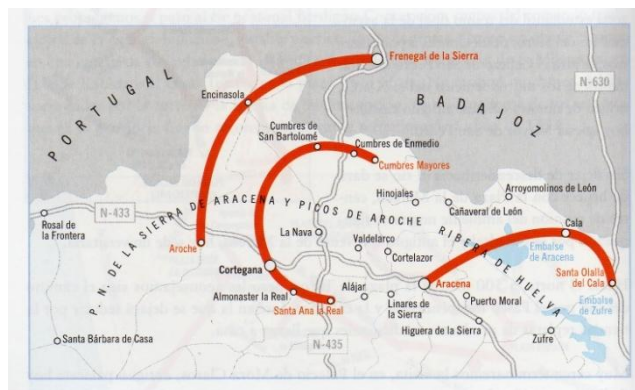 Frenegal de la Sierra
PORTUGAL
Encinasola
N-630
BADAJOZ
Cumbres de
San Bartolomé
Cumbres de Enmedio
Cumbres Mayores
Hinojales
Arroyomolinos de León
Cañaveral de León
P. N. DE LA SIERRA DE ARACENA Y PICOS DE AROCHE
RIBERA DE HUELVA
N-433
Rosal de
la Frontera
Aroche
La Nava
Valdelarco
Cortelazor
Cala
Embalse
de Aracena
Cortegana
Almonaster la Real
Santa Ana la Real
Alájar
Linares de
la Sierra
Aracena
Puerto Moral
Higuera de la Sierra
Santa Olalla
del Cala
Embalse
de Zufre
Zufre
Santa Bárbara de Casa
N-435